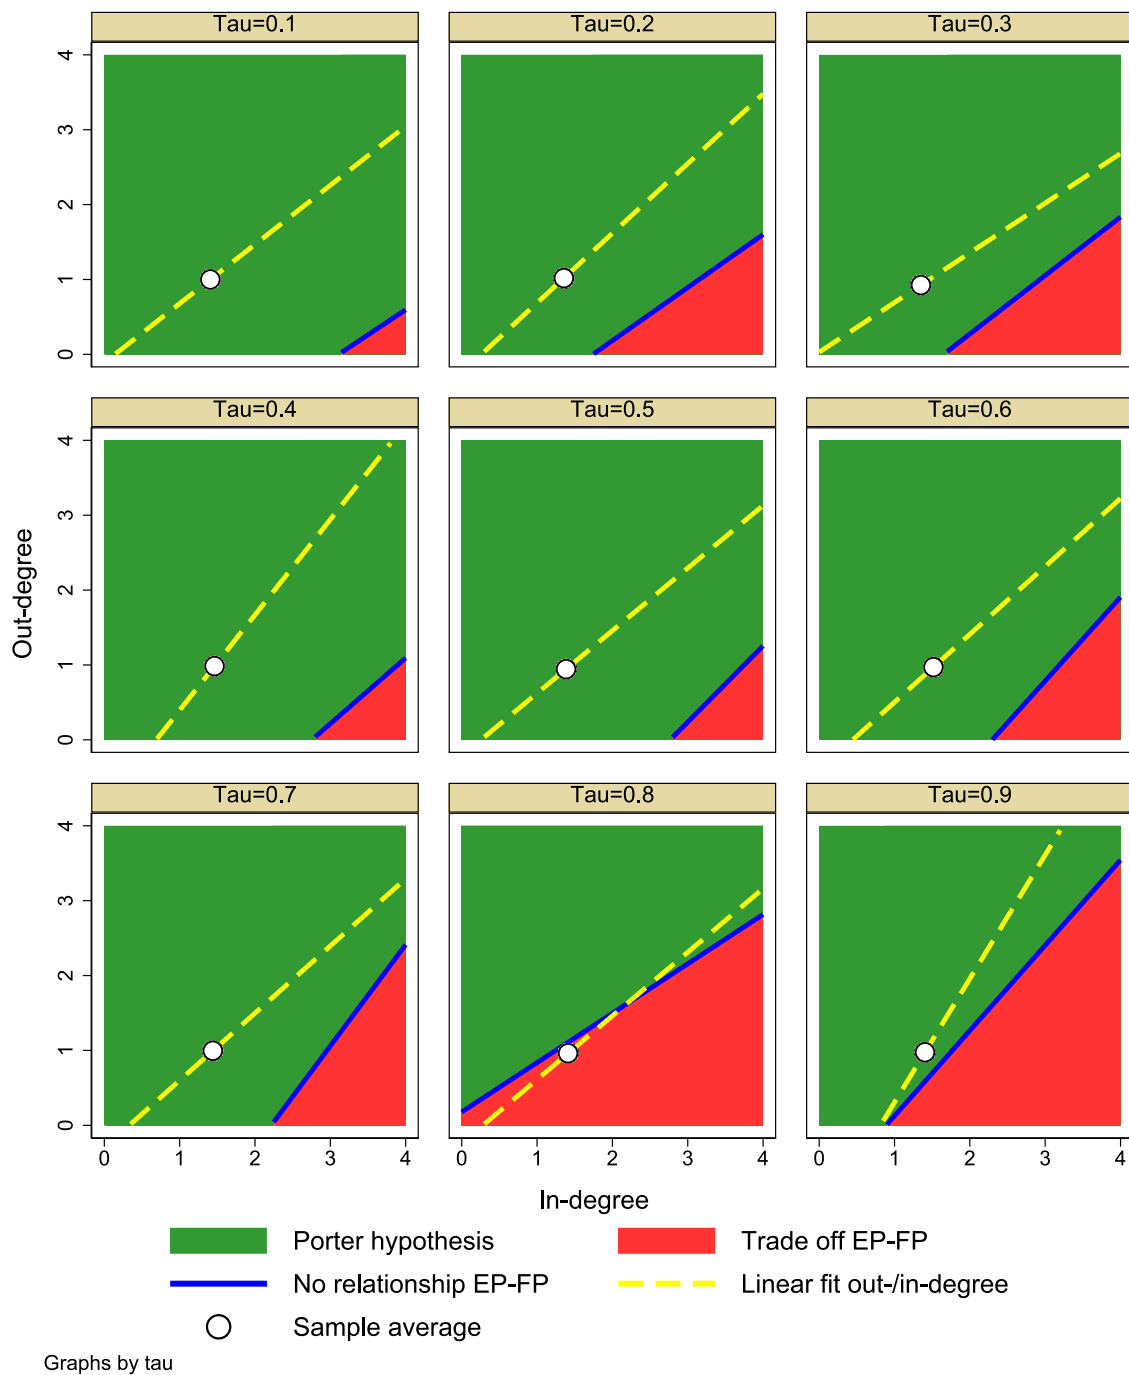 Tau=0.1 Tau=0.2 Tau=0.3
4
3
2
1
0
Tau=0.4 Tau=0.5 Tau=0.6
4
3
2
1
0
Out-degree
Tau=0.7 Tau=0.8 Tau=0.9
4
3
2
1
0
0 1 2 3 4 0 1 2 3 4 0 1 2 3 4
In-degree
Porter hypothesis Trade off EP-FP
No relationship EP-FP Linear fit out-/in-degree
Sample average
Graphs by tau